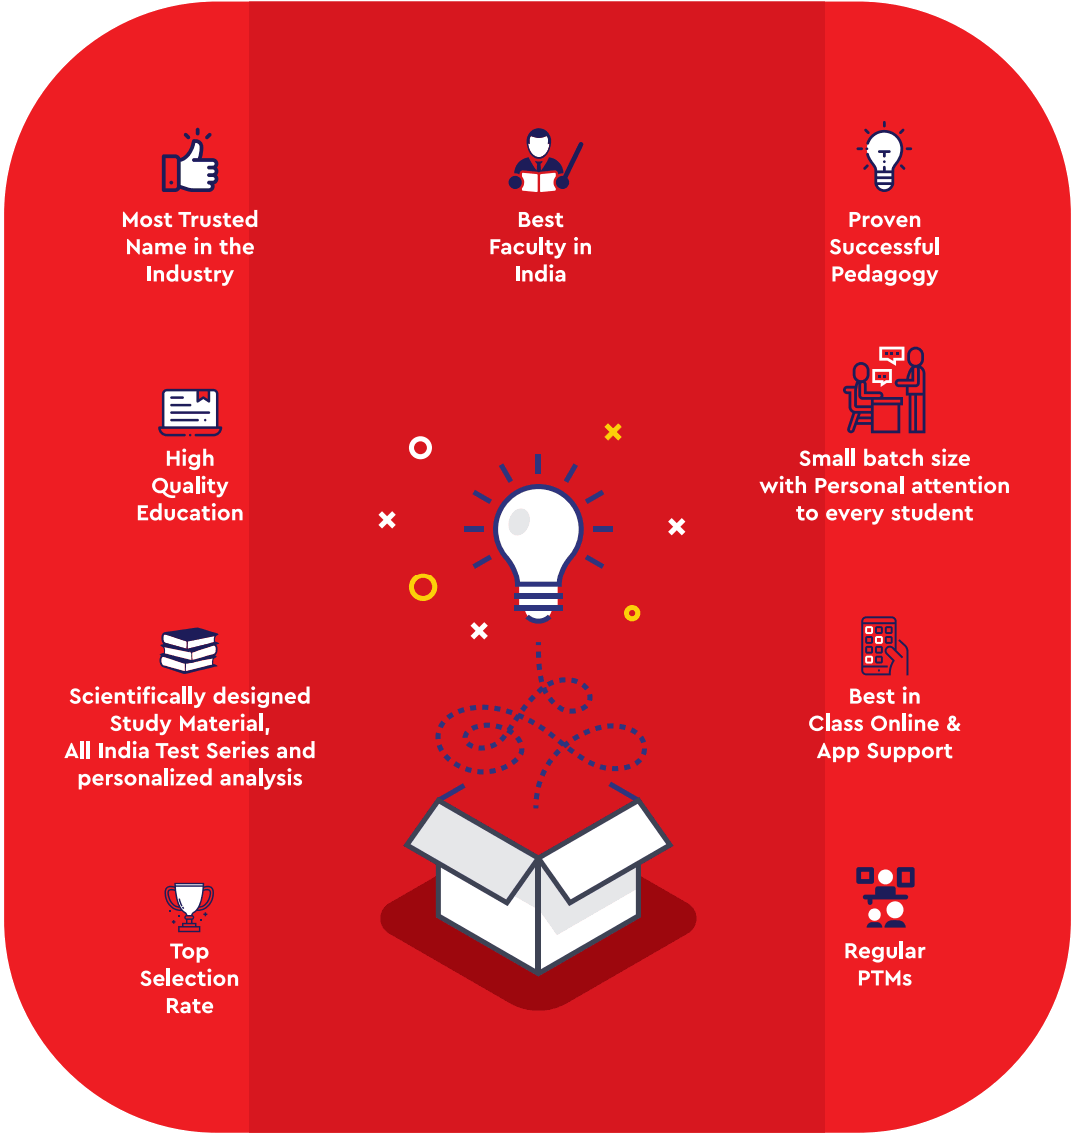 Most Trusted
Name in the
Industry
Best
Faculty in
India
Proven
Successful
Pedagogy
High
Quality
Education
Small batch size
with Personal attention
to every student
Scientifically designed
Study Material,
All India Test Series and
personalized analysis
Best in
Class Online &
App Support
Top
Selection
Rate
Regular
PTMs